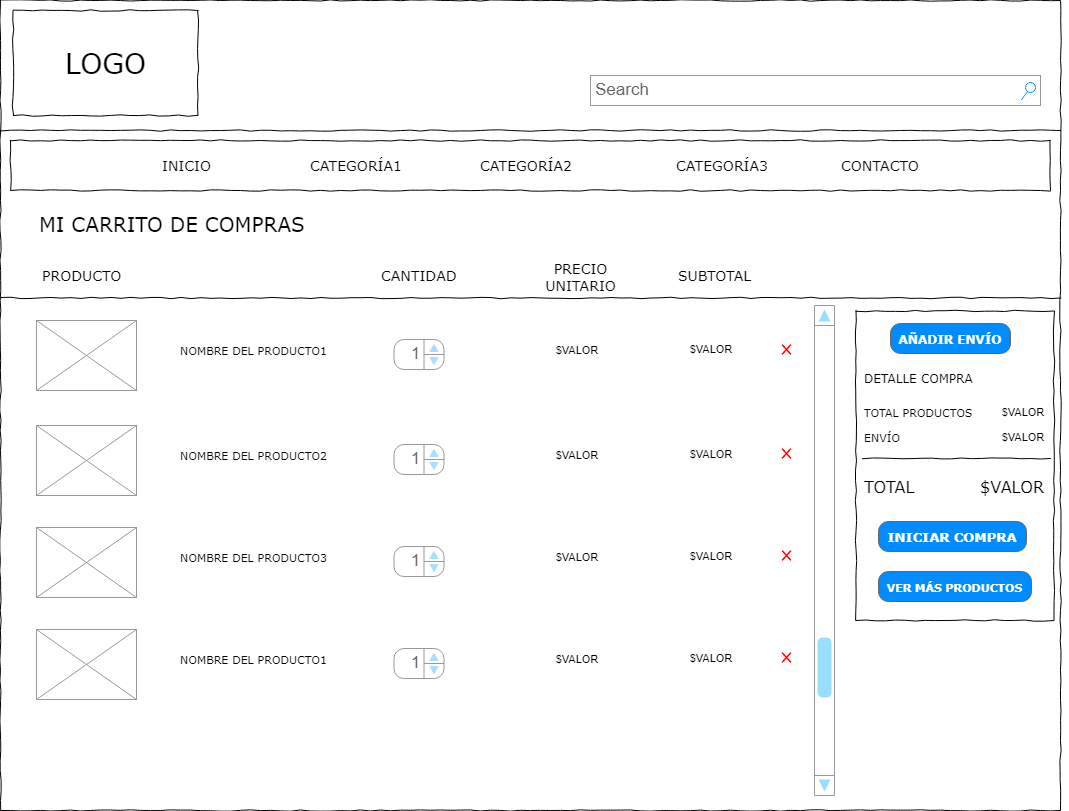 LOGO
Search
INICIO CATEGORÍA1 CATEGORÍA2 CATEGORÍA3 CONTACTO
MI CARRITO DE COMPRAS
PRODUCTO CANTIDAD PRECIO UNITARIO SUBTOTAL
NOMBRE DEL PRODUCTO1 1 $VALOR $VALOR X
NOMBRE DEL PRODUCTO2 1 $VALOR $VALOR X
NOMBRE DEL PRODUCTO3 1 $VALOR $VALOR X
NOMBRE DEL PRODUCTO1 1 $VALOR $VALOR X
AÑADIR ENVÍO
DETALLE COMPRA
TOTAL PRODUCTOS $VALOR
ENVÍO $VALOR
TOTAL $VALOR
INICIAR COMPRA
VER MÁS PRODUCTOS